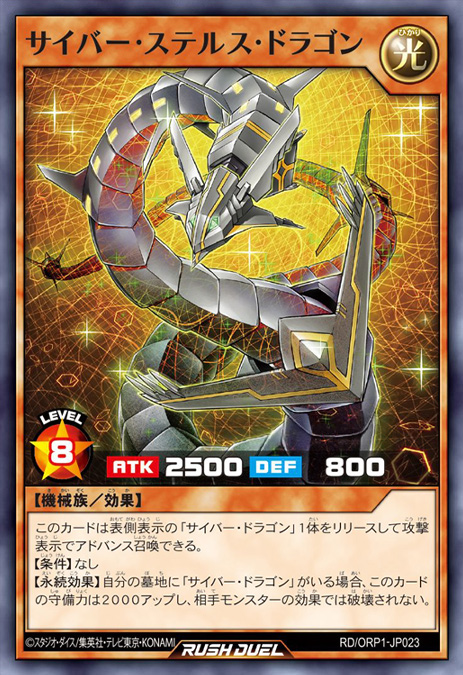 サイバー・ステルス・ドラゴン
ひかり
光
LEVEL
8
ATK 2500 DEF 800
【機械族／効果】
このカードは表側表示の「サイバー・ドラゴン」1体をリリースして攻撃
表示でアドバンス召喚できる。
【条件】なし
【永続効果】自分の墓地に「サイバー・ドラゴン」がいる場合、このカード
の守備力は2000アップし、相手モンスターの効果では破壊されない。
©スタジオ・ダイス/集英社・テレビ東京・KONAMI
RUSH DUEL
RD/ORP1-JP023